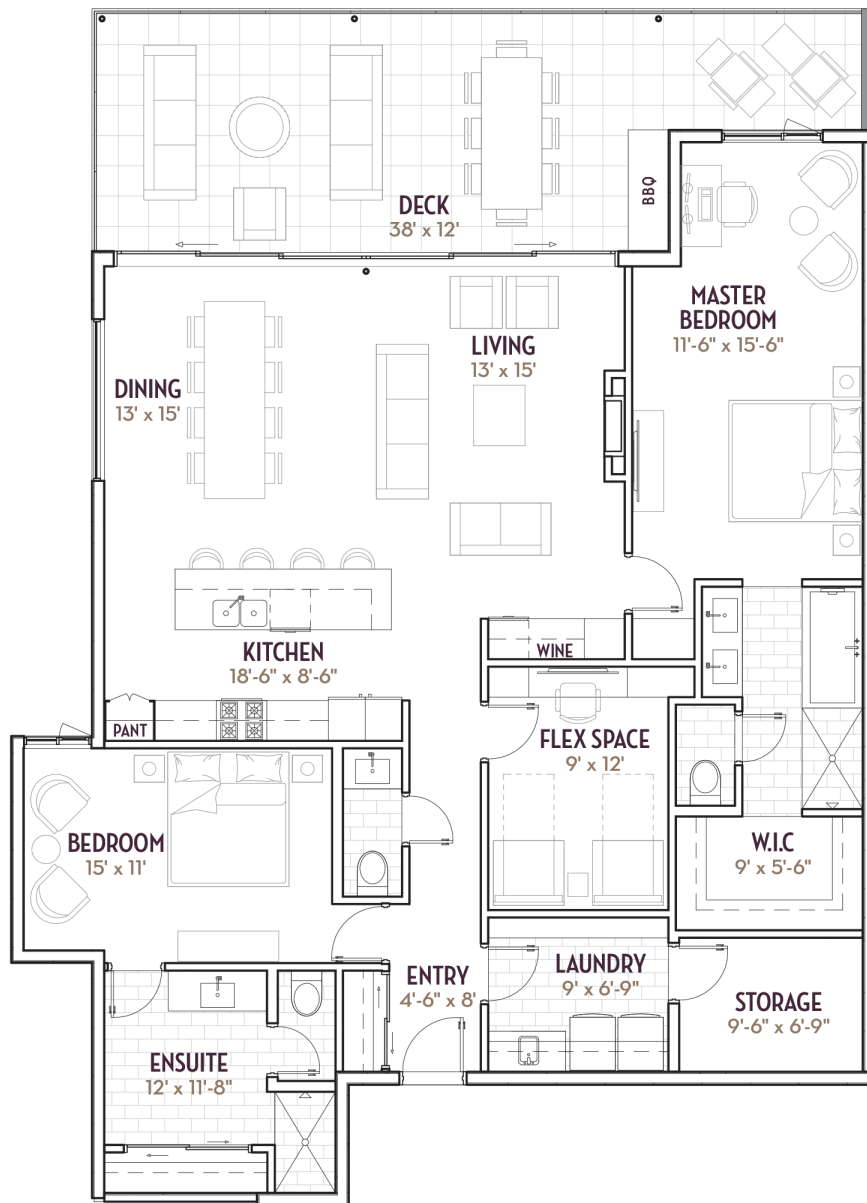 DECK
38' x 12'
BBQ
MASTER
BEDROOM
11'-6" x 15'-6"
LIVING
13' x 15'
DINING
13' x 15'
KITCHEN
18'-6" x 8'-6"
WINE
PANT
FLEX SPACE
9' x 12'
BEDROOM
15' x 11'
W.I.C
9' x 5'-6"
ENTRY
4'-6" x 8'
LAUNDRY
9' x 6'-9"
STORAGE
9'-6" x 6'-9"
ENSUITE
12' x 11'-8"